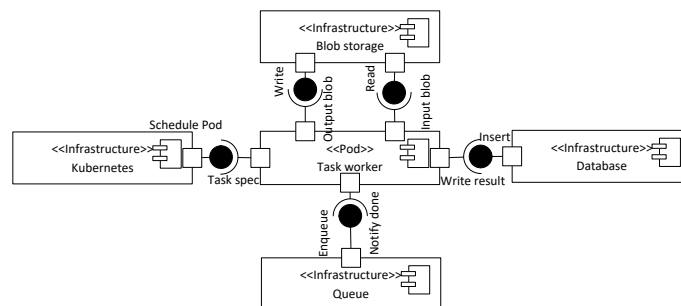 <<Infrastructure>>
Blob storage
Write
Output blob
Read
Input blob
Schedule Pod
Insert
<<Infrastructure>>
Kubernetes
<<Pod>>
Task worker
<<Infrastructure>>
Database
Task spec
Write result
Enqueue
Notify done
<<Infrastructure>>
Queue